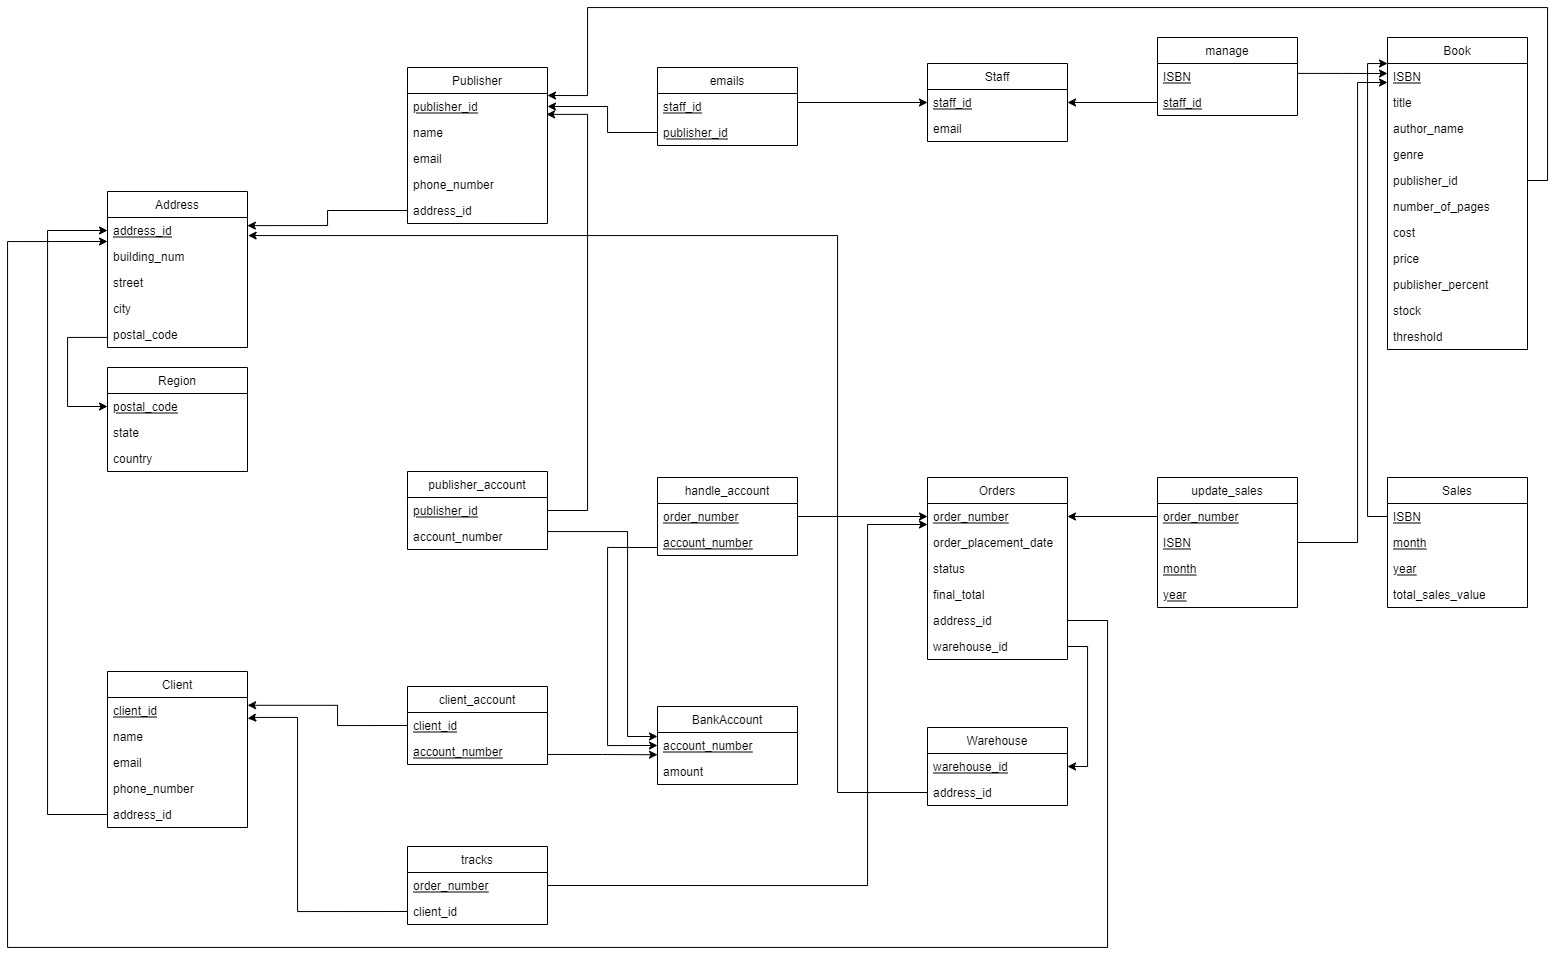 Publisher
publisher_id
name
email
phone_number
address_id
emails
staff_id
publisher_id
Staff
staff_id
email
manage
ISBN
staff_id
Book
ISBN
title
author_name
genre
publisher_id
number_of_pages
cost
price
publisher_percent
stock
threshold
Address
address_id
building_num
street
city
postal_code
Region
postal_code
state
country
publisher_account
publisher_id
account_number
handle_account
order_number
account_number
Orders
order_number
order_placement_date
status
final_total
address_id
warehouse_id
update_sales
order_number
ISBN
month
year
Sales
ISBN
month
year
total_sales_value
Client
client_id
name
email
phone_number
address_id
client_account
client_id
account_number
BankAccount
account_number
amount
Warehouse
warehouse_id
address_id
tracks
order_number
client_id